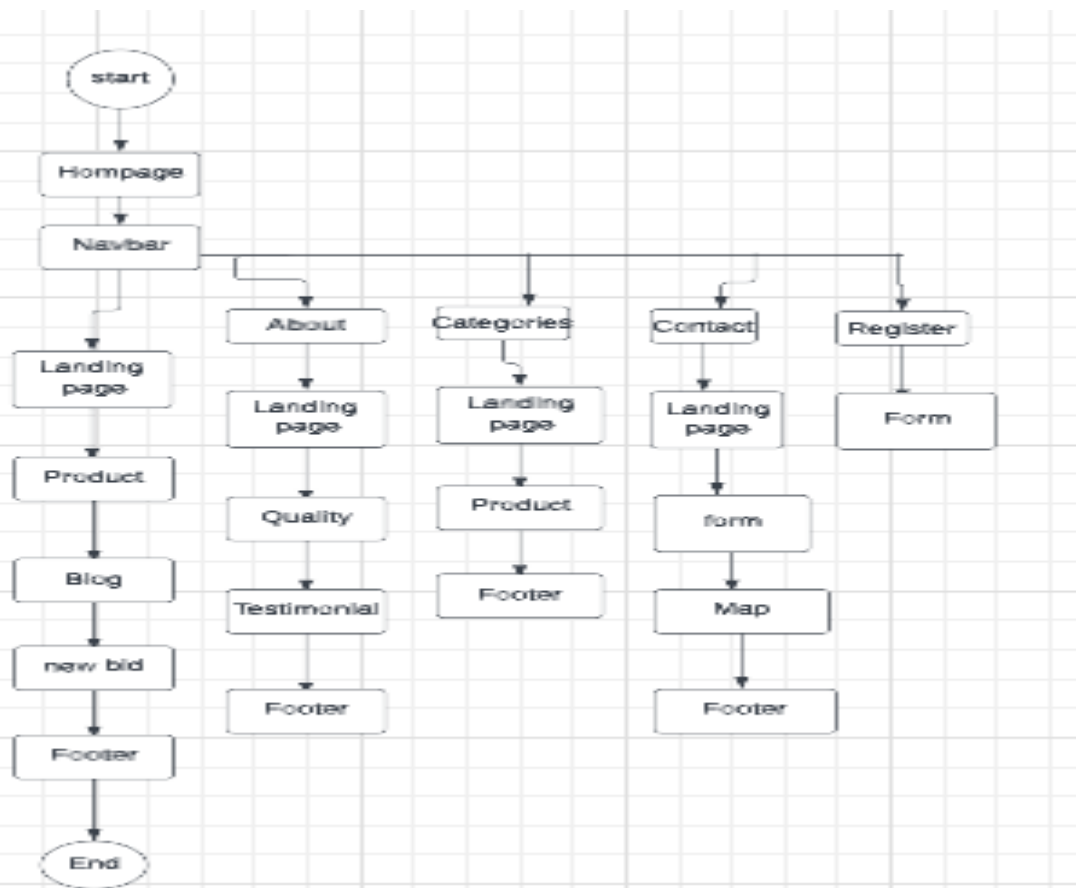 start
Hompage
Navbar
Landing
page
Product
Blog
new bid
Footer
End
About
Landing
page
Quality
Testimonial
Footer
Categories
Landing
page
Product
Footer
Contact
Landing
page
form
Map
Footer
Register
Form